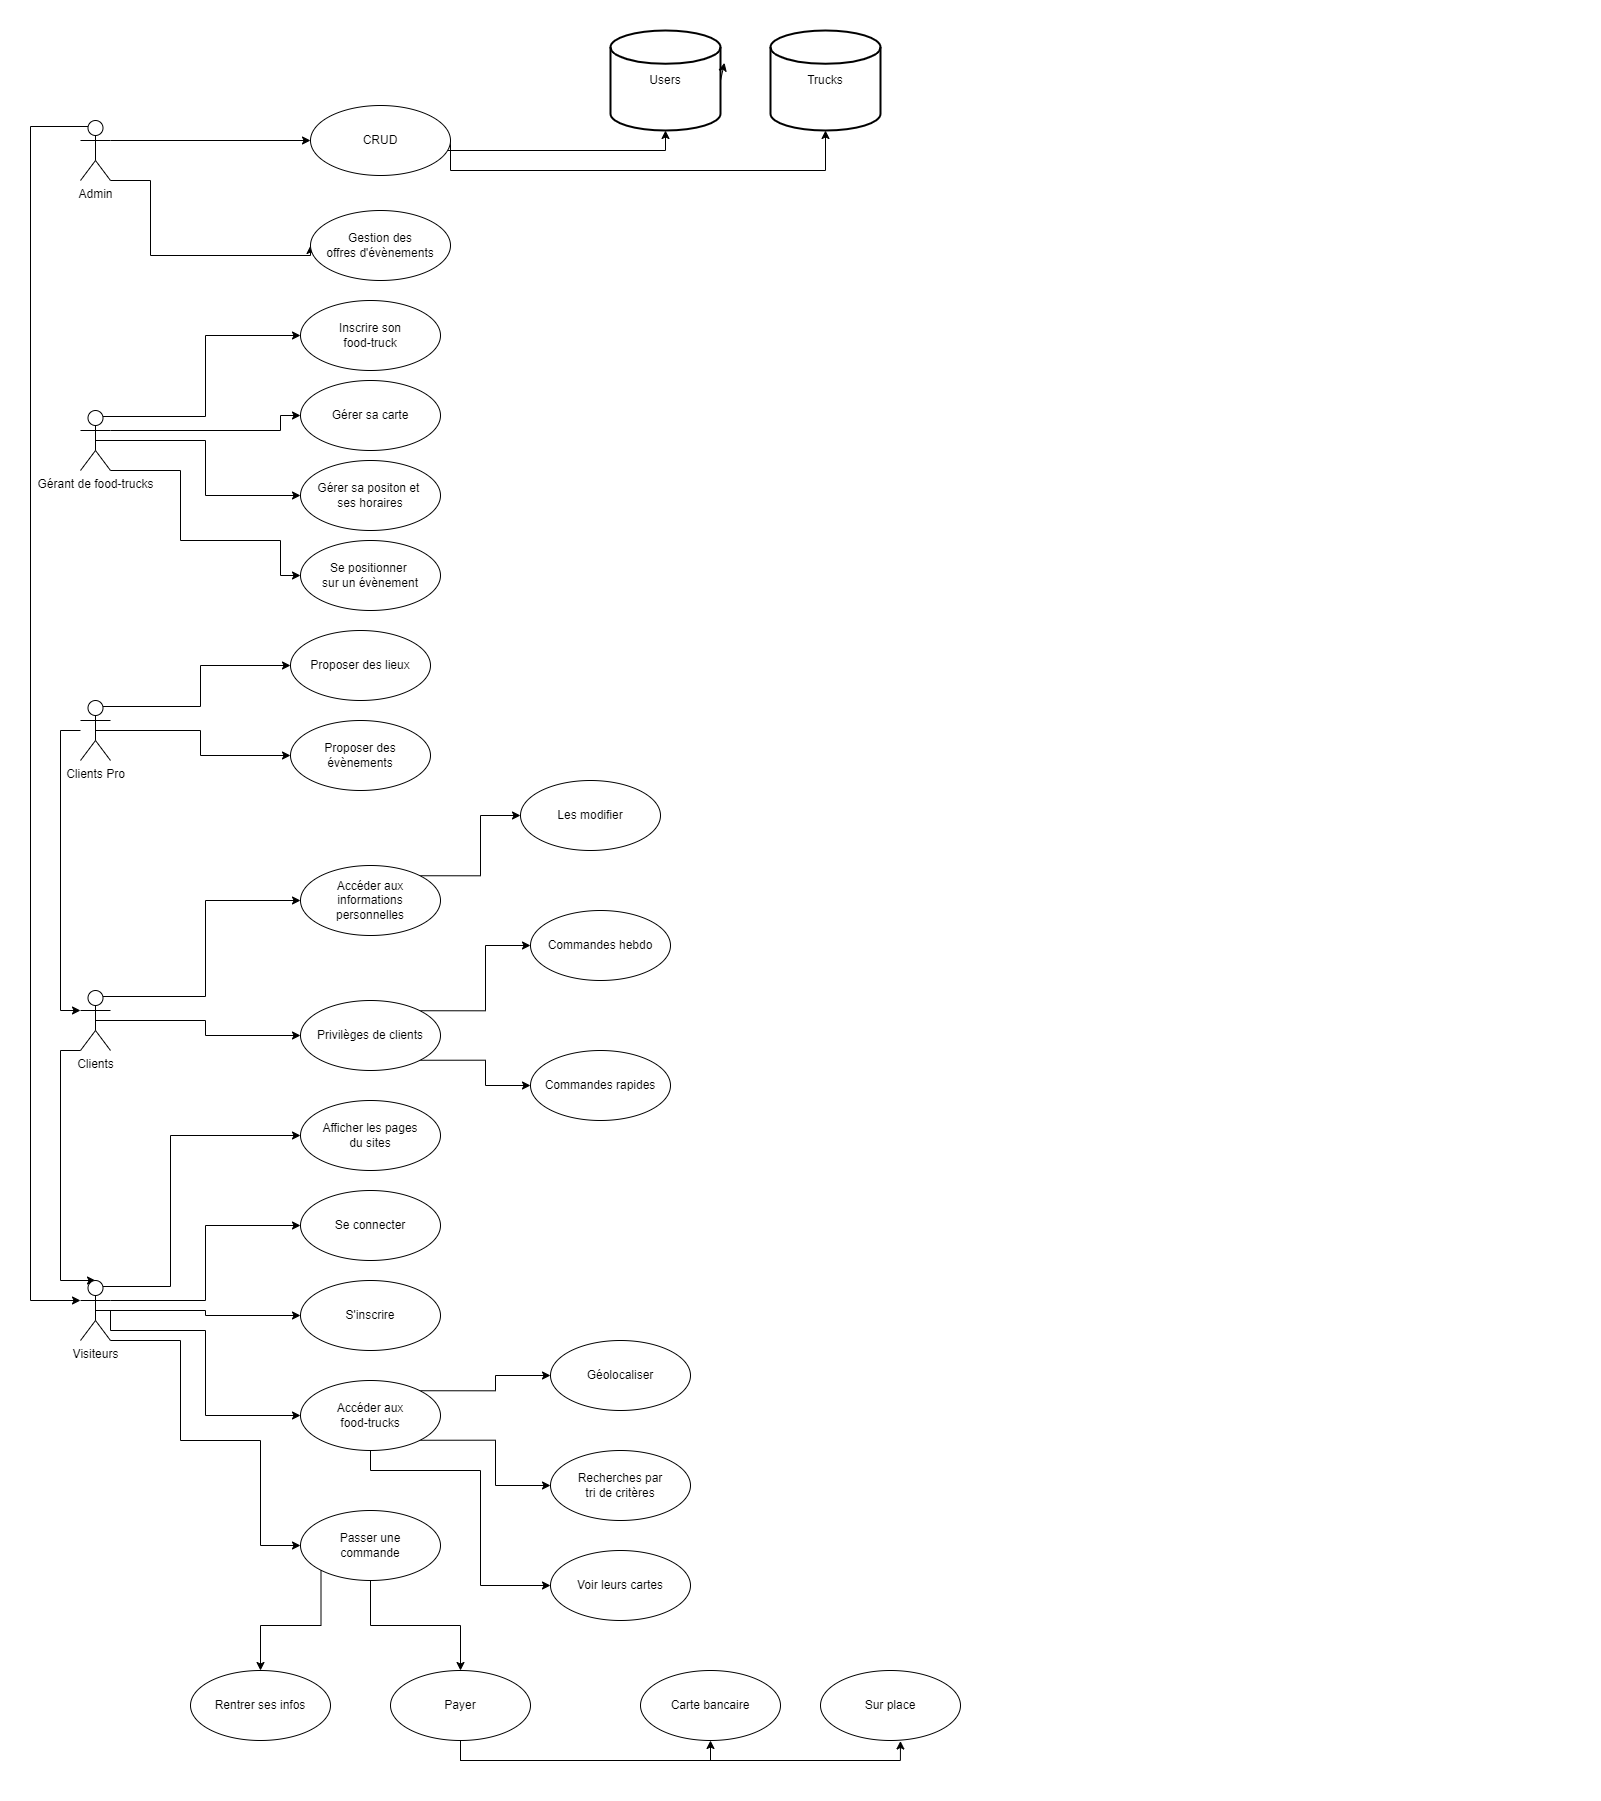 Users
Trucks
CRUD
Admin
Gestion des
offres d'évènements
Inscrire son
food-truck
Gérer sa carte
Gérant de food-trucks
Gérer sa positon et
ses horaires
Se positionner
sur un évènement
Proposer des lieux
Clients Pro
Proposer des
évènements
Les modifier
Accéder aux
informations
personnelles
Commandes hebdo
Privilèges de clients
Clients
Commandes rapides
Afficher les pages
du sites
Se connecter
S'inscrire
Visiteurs
Géolocaliser
Accéder aux
food-trucks
Recherches par
tri de critères
Passer une
commande
Voir leurs cartes
Rentrer ses infos
Payer
Carte bancaire
Sur place